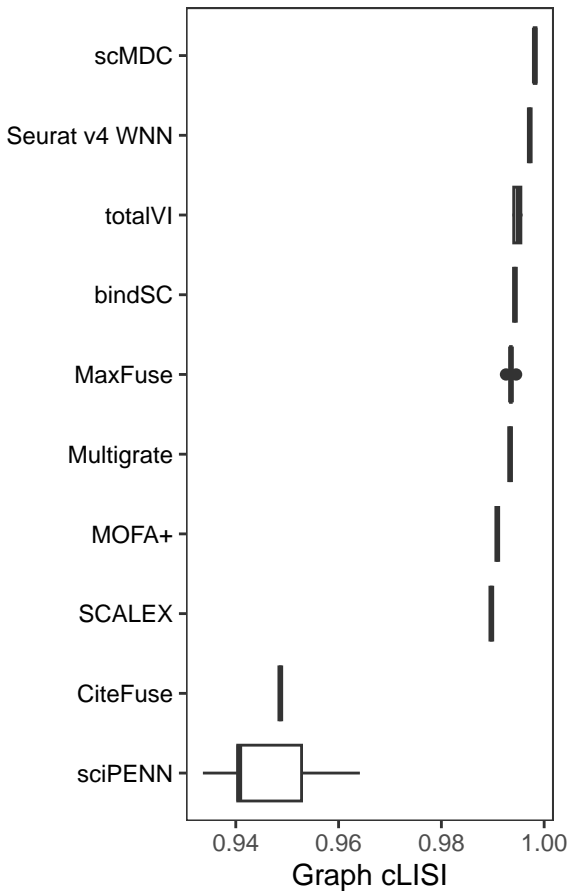 scMDC
Seurat v4 WNN
totalVI
bindSC
MaxFuse
Multigrate
MOFA+
SCALEX
CiteFuse
sciPENN
0.94 0.96 0.98 1.00
Graph cLISI